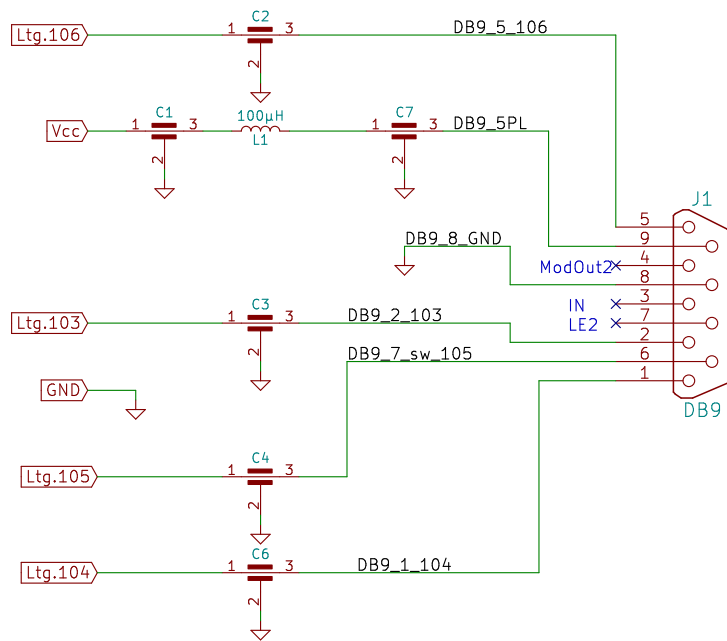 C2
Ltg.106
1
3
DB9_5_106
2
C1
100µH
C7
Vcc
1
3
L1
1
3
DB9_5PL
2
2
J1
5
DB9_8_GND
9
ModOut2
4
8
IN
3
C3
LE2
7
Ltg.103
1
3
DB9_2_103
2
2
DB9_7_sw_105
6
1
GND
DB9
C4
Ltg.105
1
3
2
C6
Ltg.104
1
3
DB9_1_104
2